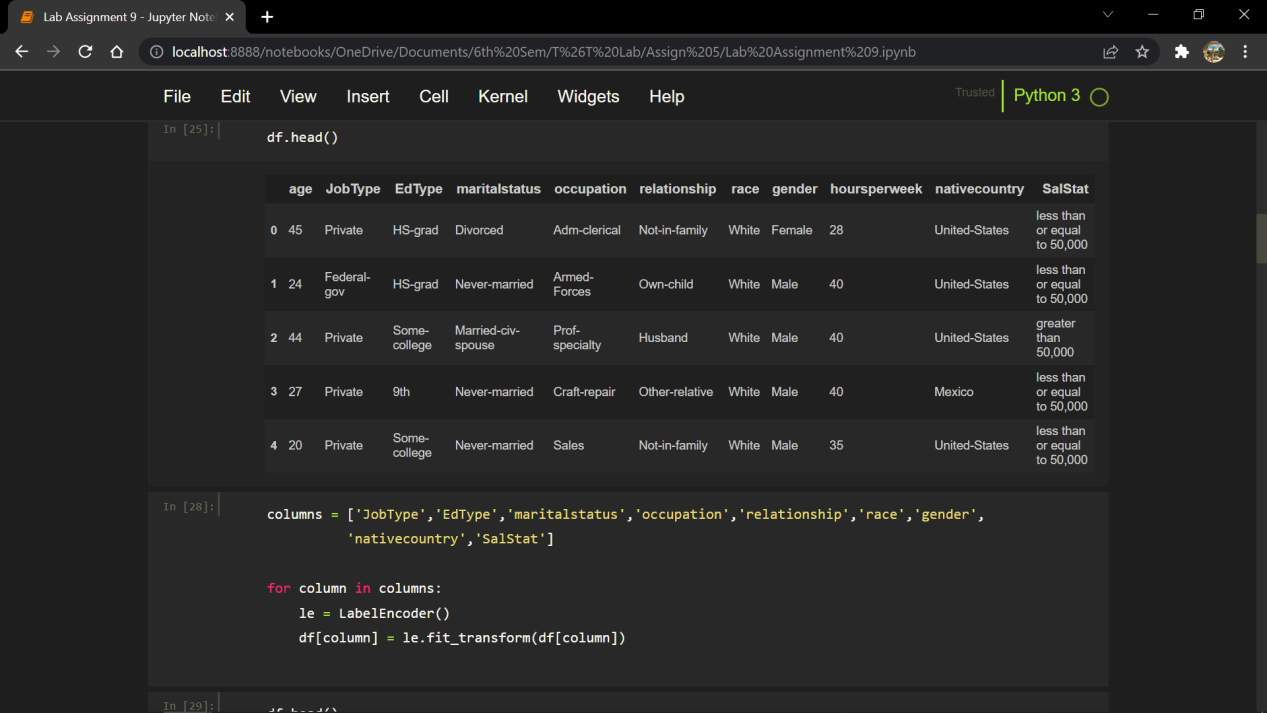 Lab Assignment 9 - Jupyter Note
localhost:8888/notebooks/OneDrive/Documents/6th%20Sem/T%26T%20Lab/Assign%205/Lab%20Assignment%209.ipynb
File Edit View Insert Cell Kernel Widgets Help Trusted Python 3
In [25]:
df.head()
age JobType EdType maritalstatus occupation relationship race gender hoursperweek nativecountry SalStat
0 45 Private HS-grad Divorced Adm-clerical Not-in-family White Female 28 United-States less than or equal to 50,000
1 24 Federal-gov HS-grad Never-married Armed-Forces Own-child White Male 40 United-States less than or equal to 50,000
2 44 Private Some-college Married-civ-spouse Prof-specialty Husband White Male 40 United-States greater than 50,000
3 27 Private 9th Never-married Craft-repair Other-relative White Male 40 Mexico less than or equal to 50,000
4 20 Private Some-college Never-married Sales Not-in-family White Male 35 United-States less than or equal to 50,000
In [28]:
columns = ['JobType','EdType','maritalstatus','occupation','relationship','race','gender',
'nativecountry','SalStat']
for column in columns:
le = LabelEncoder()
df[column] = le.fit_transform(df[column])
In [29]:
df.head()